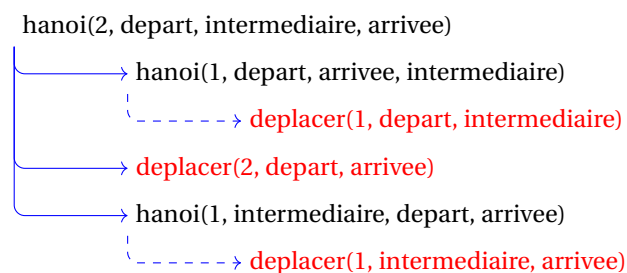 hanoi(2, depart, intermediaire, arrivee)
hanoi(1, depart, arrivee, intermediaire)
deplacer(1, depart, intermediaire)
deplacer(2, depart, arrivee)
hanoi(1, intermediaire, depart, arrivee)
deplacer(1, intermediaire, arrivee)